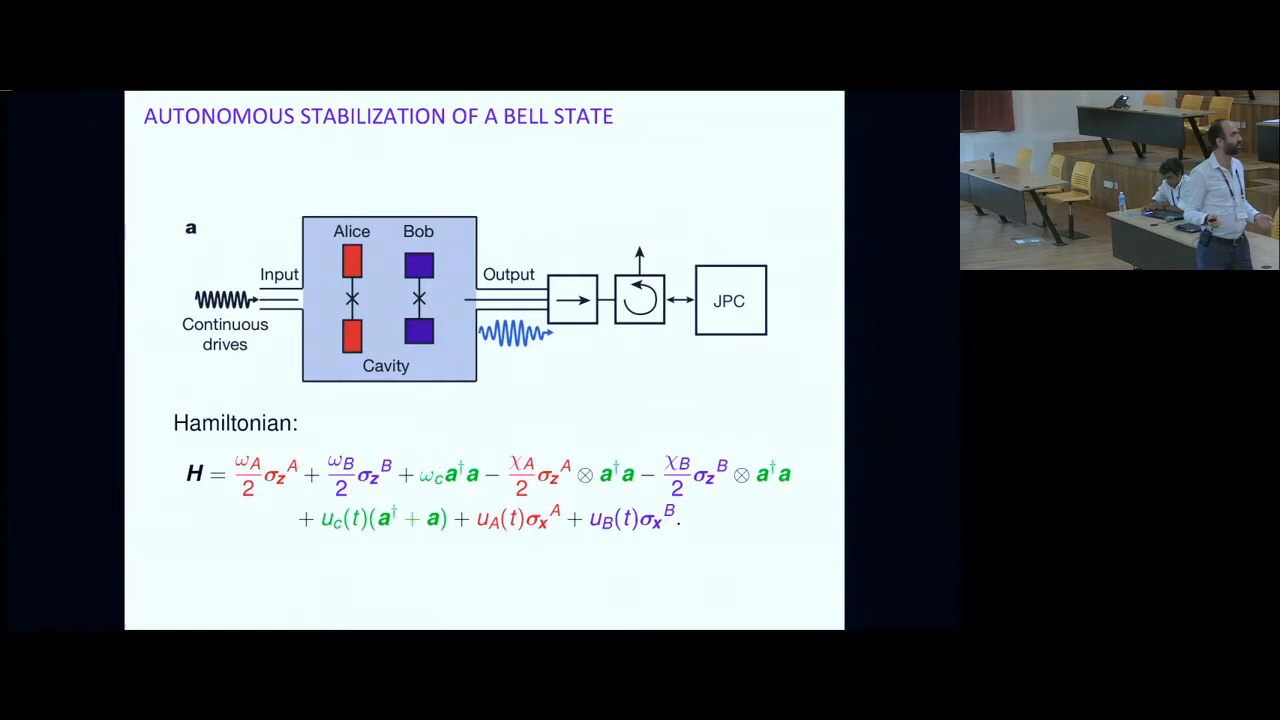 AUTONOMOUS STABILIZATION OF A BELL STATE
a
Alice Bob
Input Output
Continuous
drives
JPC
Cavity
Hamiltonian:
H = ω_A/2 σ_z^A + ω_B/2 σ_z^B + ω_c a†a − χ_A/2 σ_z^A ⊗ a†a − χ_B/2 σ_z^B ⊗ a†a
+ u_c(t)(a† + a) + u_A(t)σ_x^A + u_B(t)σ_x^B.